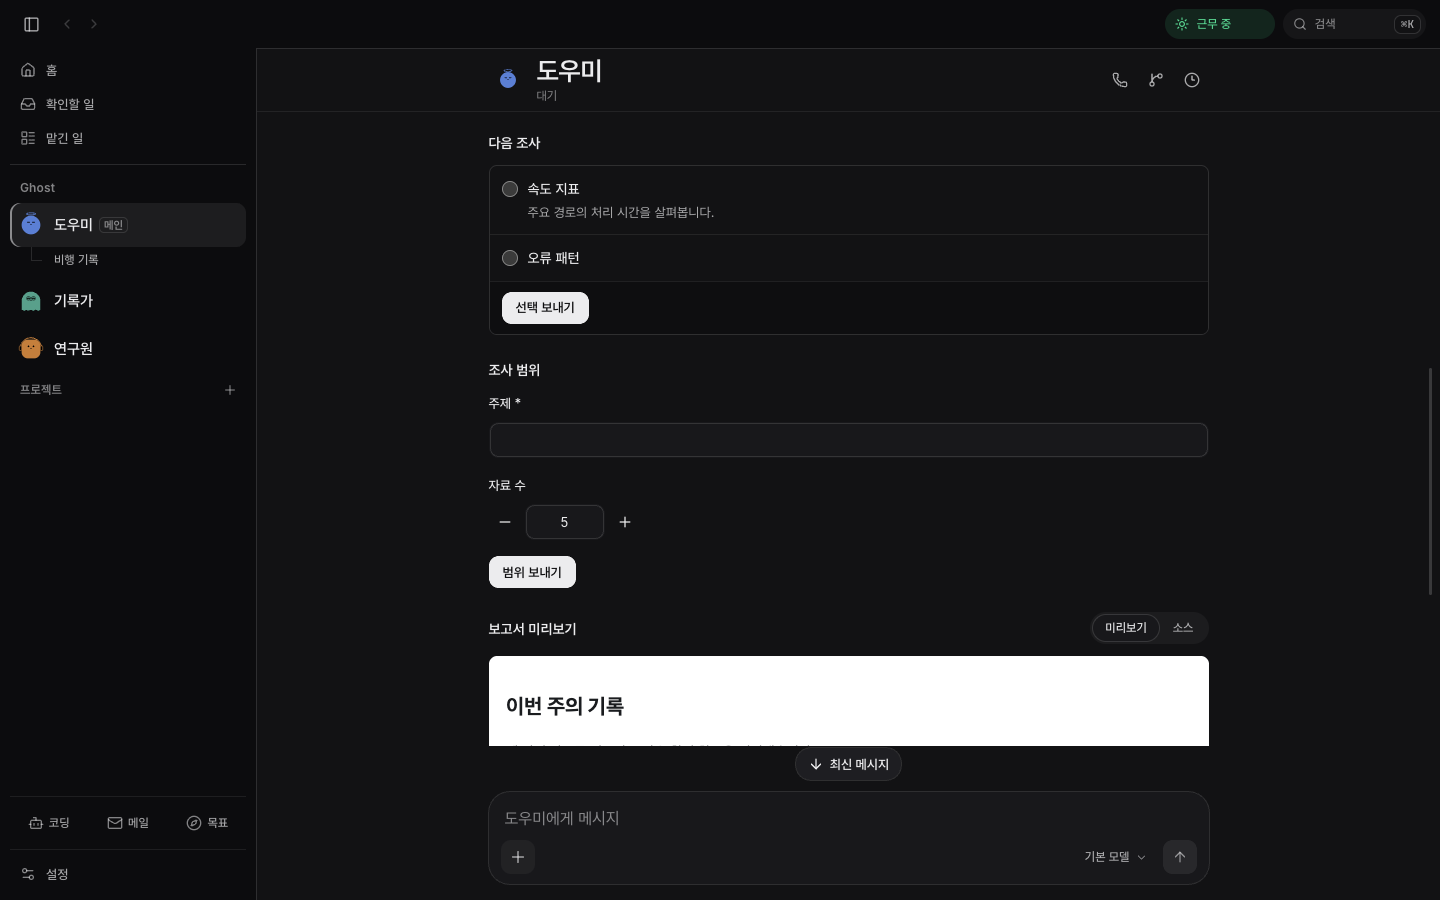 근무 중
검색
⌘K
홈
확인할 일
맡긴 일
Ghost
도우미 메인
비행 기록
기록가
연구원
프로젝트
코딩
메일
목표
설정
도우미
대기
다음 조사
속도 지표
주요 경로의 처리 시간을 살펴봅니다.
오류 패턴
선택 보내기
조사 범위
주제 *
자료 수
5
범위 보내기
보고서 미리보기
미리보기
소스
이번 주의 기록
최신 메시지
도우미에게 메시지
기본 모델